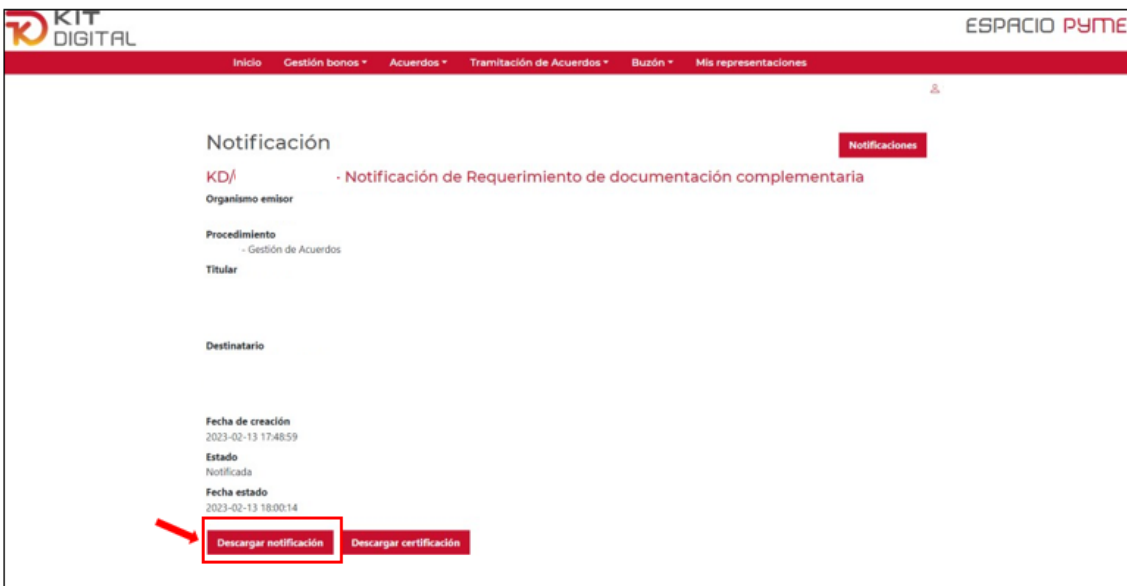 KIT
DIGITAL
ESPACIO PYME
Inicio Gestión bonos Acuerdos Tramitación de Acuerdos Buzón Mis representaciones
Notificación
Notificaciones
KD/ - Notificación de Requerimiento de documentación complementaria
Organismo emisor
Procedimiento
- Gestión de Acuerdos
Titular
Destinatario
Fecha de creación
2023-02-13 17:48:59
Estado
Notificada
Fecha estado
2023-02-13 18:00:14
Descargar notificación Descargar certificación